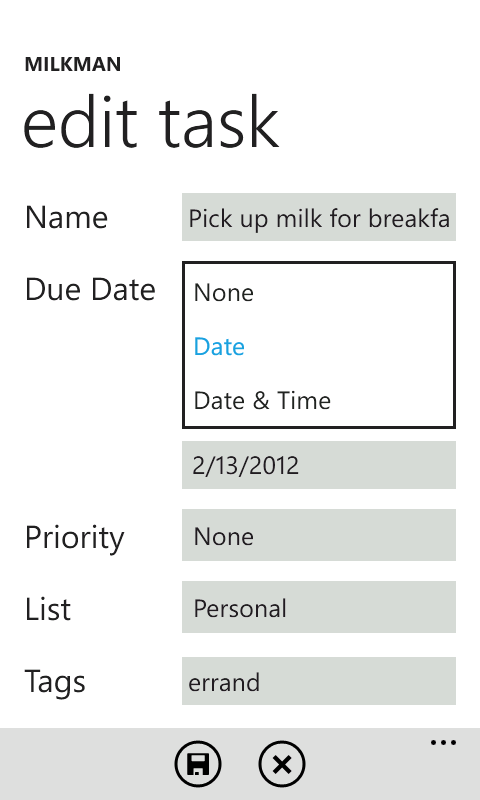 MILKMAN
edit task
Name
Pick up milk for breakfa
Due Date
None
Date
Date & Time
2/13/2012
Priority
None
List
Personal
Tags
errand